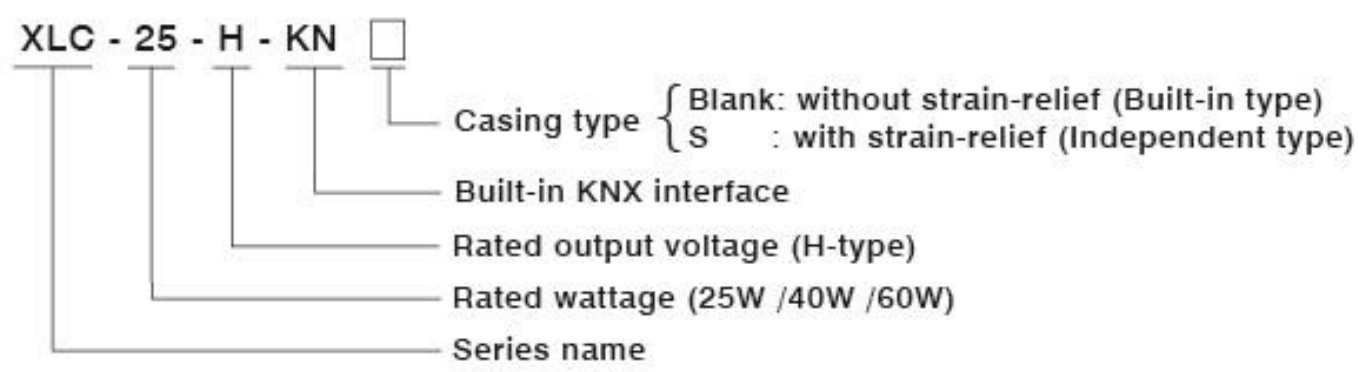 XLC - 25 - H - KN □
Casing type { Blank: without strain-relief (Built-in type)
S : with strain-relief (Independent type)
Built-in KNX interface
Rated output voltage (H-type)
Rated wattage (25W /40W /60W)
Series name